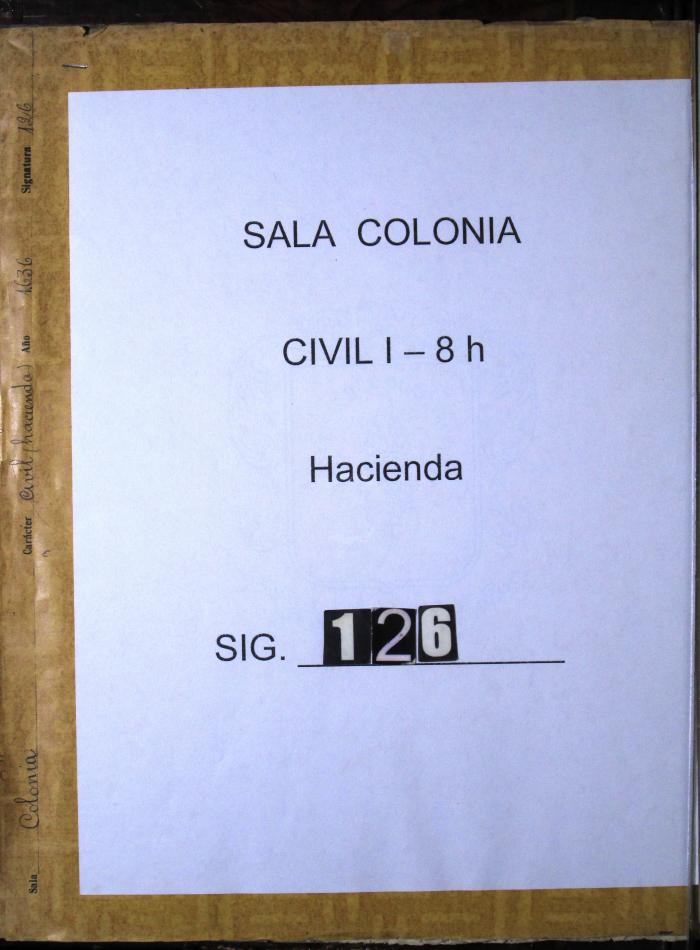 SALA COLONIA
CIVIL I – 8 h
Hacienda
SIG. 126
Sala Colonia Carácter Civil (hacienda) Año 1636 Signatura 126